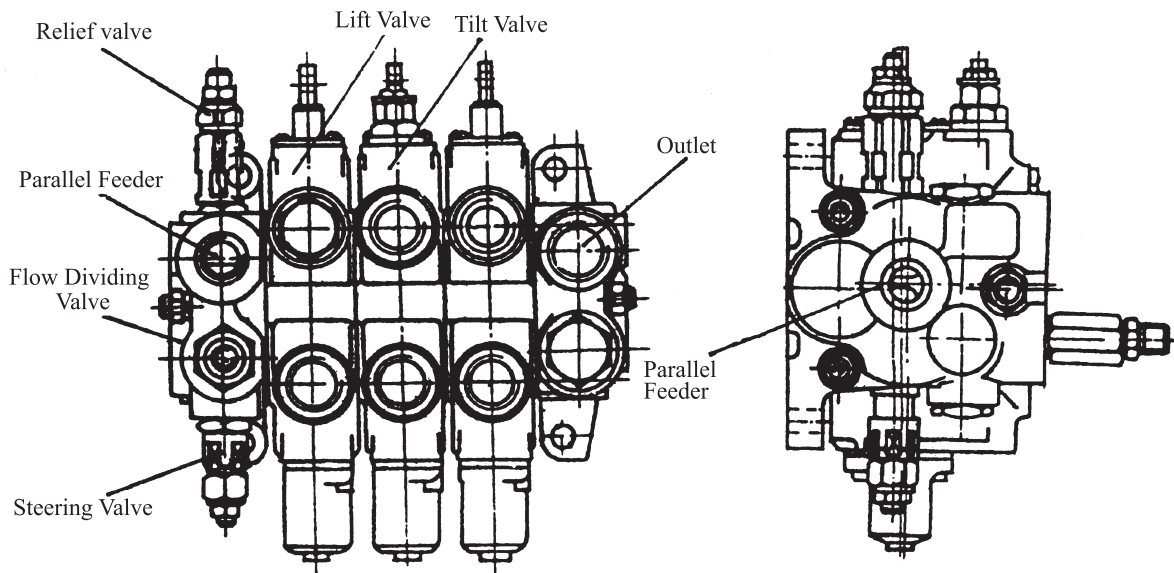 Relief valve
Lift Valve
Tilt Valve
Outlet
Parallel Feeder
Flow Dividing
Valve
Steering Valve
Parallel
Feeder